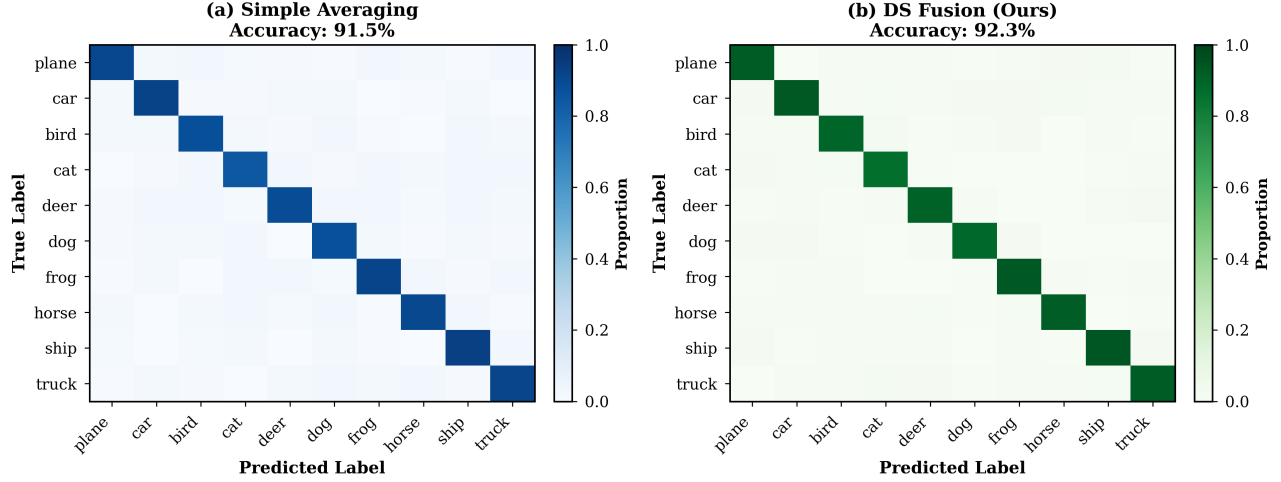 (a) Simple Averaging
Accuracy: 91.5%
True Label
plane
car
bird
cat
deer
dog
frog
horse
ship
truck
plane
car
bird
cat
deer
dog
frog
horse
ship
truck
Predicted Label
1.0
0.8
0.6
0.4
0.2
0.0
Proportion
(b) DS Fusion (Ours)
Accuracy: 92.3%
True Label
plane
car
bird
cat
deer
dog
frog
horse
ship
truck
plane
car
bird
cat
deer
dog
frog
horse
ship
truck
Predicted Label
1.0
0.8
0.6
0.4
0.2
0.0
Proportion